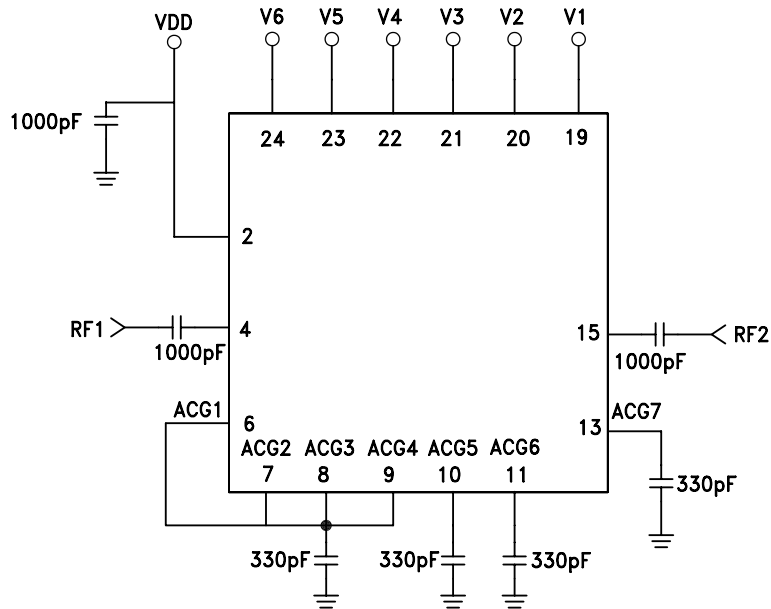 VDD V6 V5 V4 V3 V2 V1
1000pF
24 23 22 21 20 19
2
RF1 4 15 RF2
1000pF 1000pF
ACG1 6 13 ACG7
ACG2 ACG3 ACG4 ACG5 ACG6
7 8 9 10 11
330pF
330pF 330pF 330pF